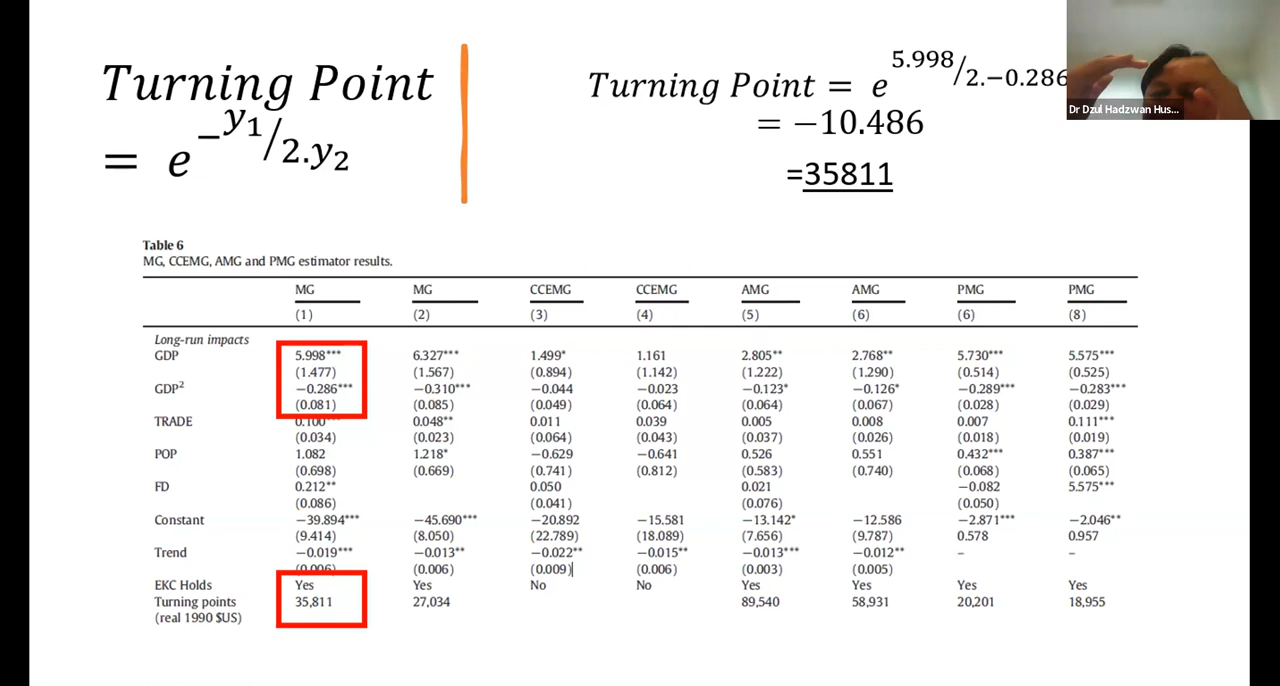 Turning Point
= e^−y₁/2.y₂
Turning Point = e^5.998/2.−0.286
= −10.486
=35811
Dr Dzul Hadzwan Hus...
Table 6
MG, CCEMG, AMG and PMG estimator results.
MG MG CCEMG CCEMG AMG AMG PMG PMG
(1) (2) (3) (4) (5) (6) (6) (8)
Long-run impacts
GDP 5.998*** 6.327*** 1.499* 1.161 2.805** 2.768** 5.730*** 5.575***
(1.477) (1.567) (0.894) (1.142) (1.222) (1.290) (0.514) (0.525)
GDP² −0.286*** −0.310*** −0.044 −0.023 −0.123* −0.126* −0.289*** −0.283***
(0.081) (0.085) (0.049) (0.064) (0.064) (0.067) (0.028) (0.029)
TRADE 0.100*** 0.048** 0.011 0.039 0.005 0.008 0.007 0.111***
(0.034) (0.023) (0.064) (0.043) (0.037) (0.026) (0.018) (0.019)
POP 1.082 1.218* −0.629 −0.641 0.526 0.551 0.432*** 0.387***
(0.698) (0.669) (0.741) (0.812) (0.583) (0.740) (0.068) (0.065)
FD 0.212** 0.050 0.021 −0.082 5.575***
(0.086) (0.041) (0.076) (0.050)
Constant −39.894*** −45.690*** −20.892 −15.581 −13.142* −12.586 −2.871*** −2.046**
(9.414) (8.050) (22.789) (18.089) (7.656) (9.787) 0.578 0.957
Trend −0.019*** −0.013** −0.022** −0.015** −0.013*** −0.012** – –
(0.006) (0.006) (0.009) (0.006) (0.003) (0.005)
EKC Holds Yes Yes No No Yes Yes Yes Yes
Turning points 35,811 27,034 89,540 58,931 20,201 18,955
(real 1990 $US)